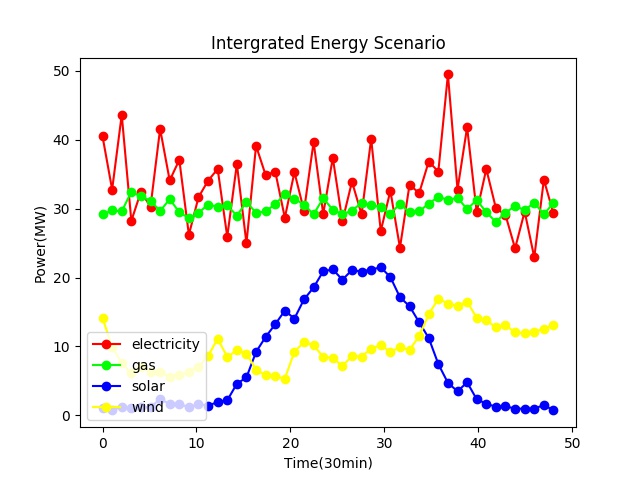 Intergrated Energy Scenario
Power(MW)
50
40
30
20
10
0
electricity
gas
solar
wind
0 10 20 30 40 50
Time(30min)